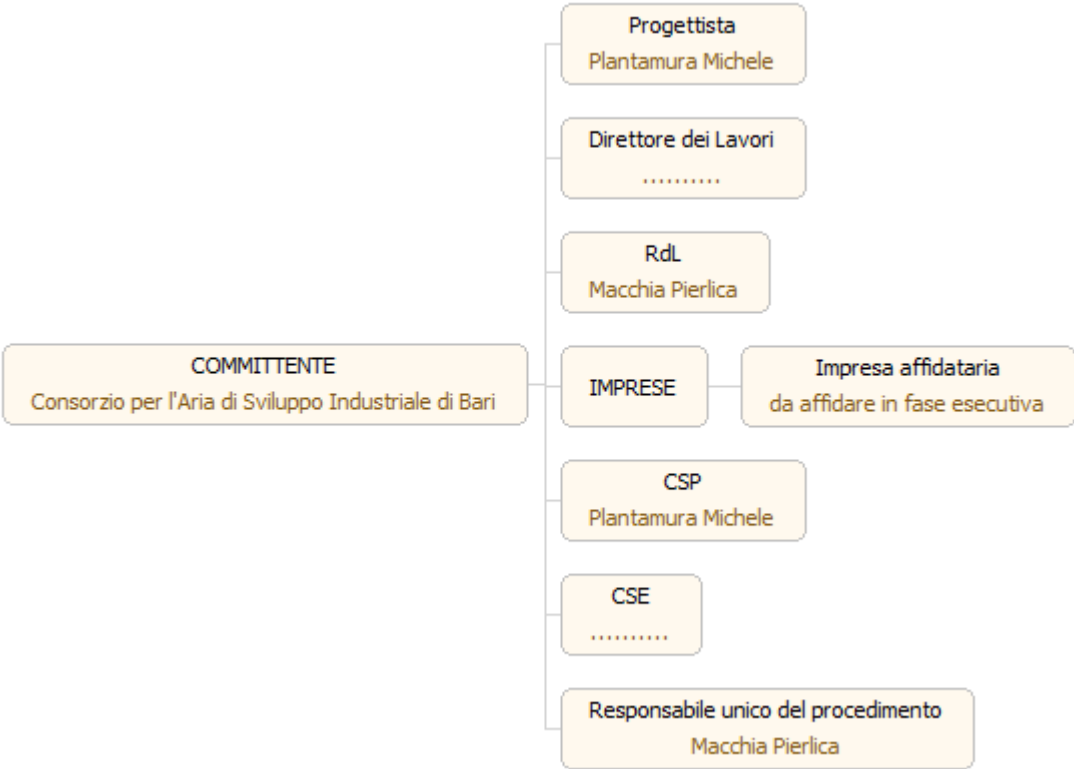 Progettista
Plantamura Michele
Direttore dei Lavori
..........
RdL
Macchia Pierlica
COMMITTENTE
Consorzio per l'Aria di Sviluppo Industriale di Bari
IMPRESE
Impresa affidataria
da affidare in fase esecutiva
CSP
Plantamura Michele
CSE
..........
Responsabile unico del procedimento
Macchia Pierlica